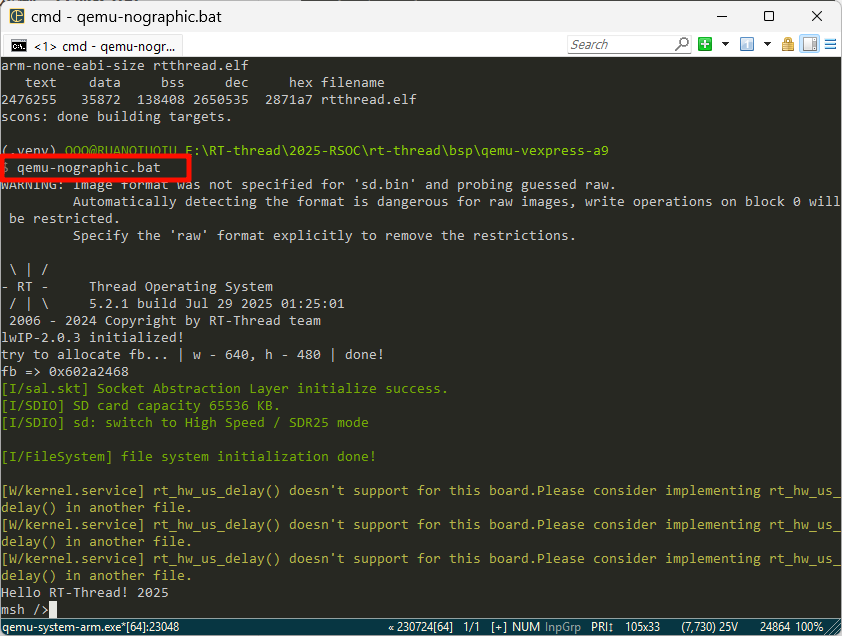 cmd - qemu-nographic.bat
<1> cmd - qemu-nogr...
Search
arm-none-eabi-size rtthread.elf
   text    data     bss     dec     hex filename
2476255   35872  138408 2650535  2871a7 rtthread.elf
scons: done building targets.
(.venv) QQQ@RUANQIUQIU E:\RT-thread\2025-RSOC\rt-thread\bsp\qemu-vexpress-a9
$ qemu-nographic.bat
WARNING: Image format was not specified for 'sd.bin' and probing guessed raw.
         Automatically detecting the format is dangerous for raw images, write operations on block 0 will
 be restricted.
         Specify the 'raw' format explicitly to remove the restrictions.
 \ | /
- RT -     Thread Operating System
 / | \     5.2.1 build Jul 29 2025 01:25:01
 2006 - 2024 Copyright by RT-Thread team
lwIP-2.0.3 initialized!
try to allocate fb... | w - 640, h - 480 | done!
fb => 0x602a2468
[I/sal.skt] Socket Abstraction Layer initialize success.
[I/SDIO] SD card capacity 65536 KB.
[I/SDIO] sd: switch to High Speed / SDR25 mode
[I/FileSystem] file system initialization done!
[W/kernel.service] rt_hw_us_delay() doesn't support for this board.Please consider implementing rt_hw_us_
delay() in another file.
[W/kernel.service] rt_hw_us_delay() doesn't support for this board.Please consider implementing rt_hw_us_
delay() in another file.
[W/kernel.service] rt_hw_us_delay() doesn't support for this board.Please consider implementing rt_hw_us_
delay() in another file.
Hello RT-Thread! 2025
msh />
qemu-system-arm.exe*[64]:23048 « 230724[64] 1/1 [+] NUM InpGrp PRI↕ 105x33 (7,730) 25V 24864 100%